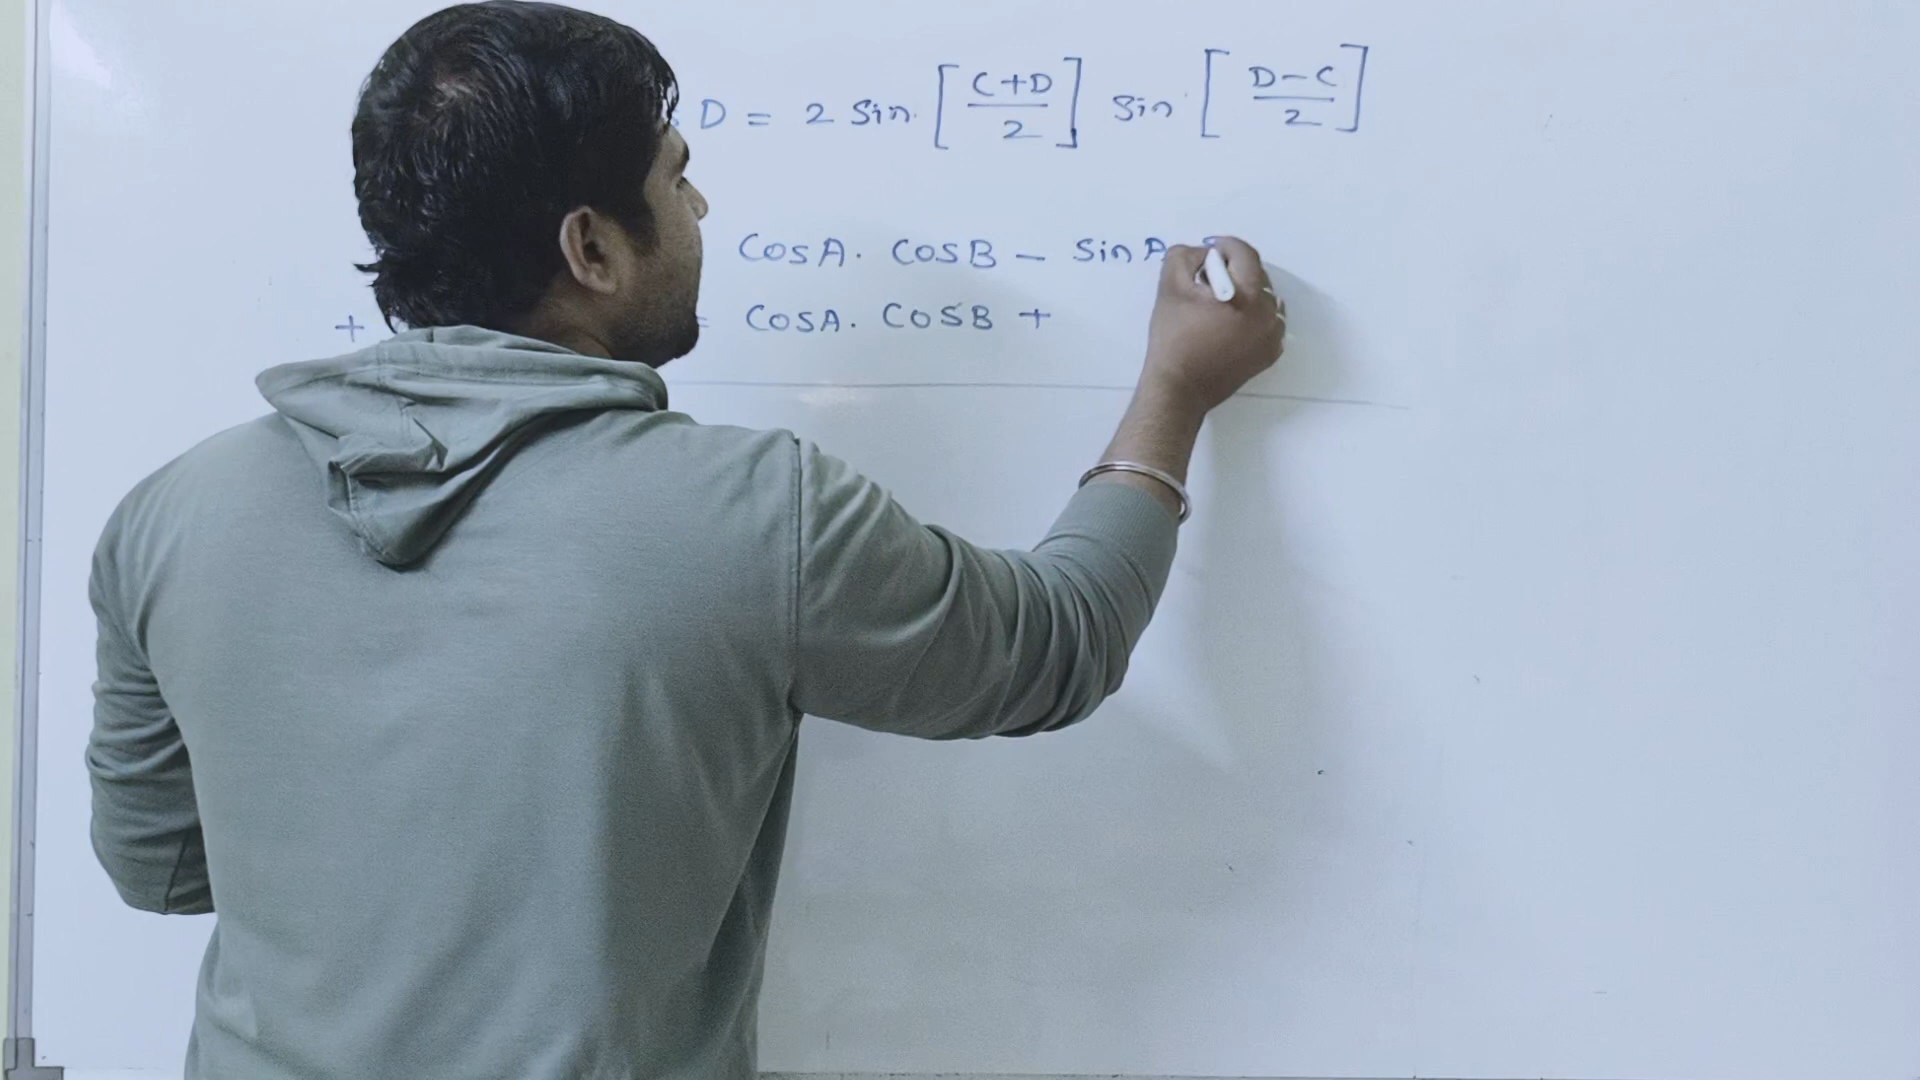 D = 2 Sin. [ C+D / 2 ] Sin [ D-C / 2 ]
CosA. CosB - SinA
+ = CosA. CosB +